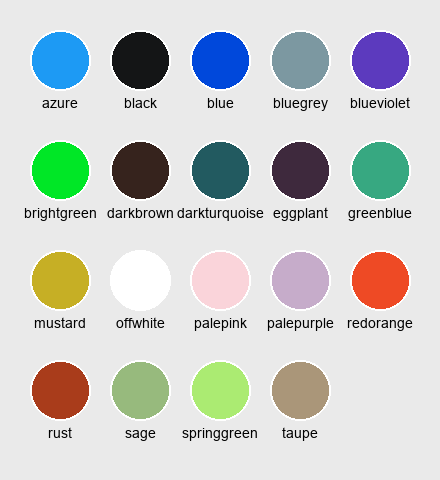 azure black blue bluegrey blueviolet
brightgreen darkbrown darkturquoise eggplant greenblue
mustard offwhite palepink palepurple redorange
rust sage springgreen taupe